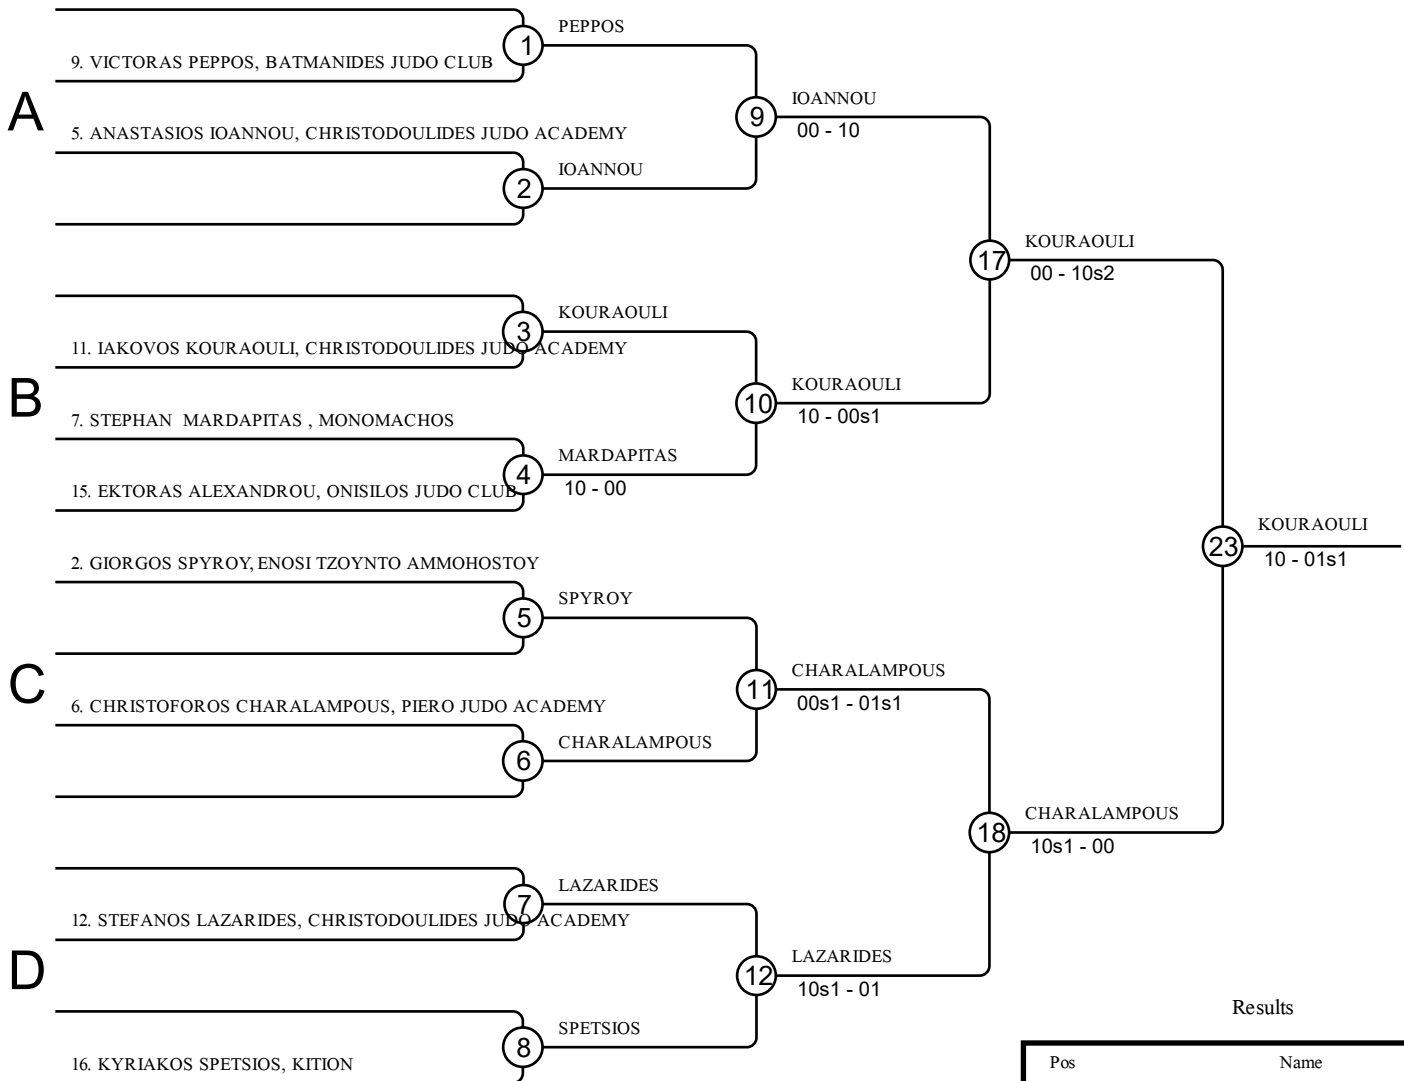 PEPPOS
1
9. VICTORAS PEPPOS, BATMANIDES JUDO CLUB
A
IOANNOU
9
00 - 10
5. ANASTASIOS IOANNOU, CHRISTODOULIDES JUDO ACADEMY
IOANNOU
2
KOURAOULI
17
00 - 10s2
KOURAOULI
3
11. IAKOVOS KOURAOULI, CHRISTODOULIDES JUDO ACADEMY
B
KOURAOULI
10
10 - 00s1
7. STEPHAN MARDAPITAS , MONOMACHOS
MARDAPITAS
4
10 - 00
15. EKTORAS ALEXANDROU, ONISILOS JUDO CLUB
KOURAOULI
23
10 - 01s1
2. GIORGOS SPYROY, ENOSI TZOYNTO AMMOHOSTOY
SPYROY
5
C
CHARALAMPOUS
11
00s1 - 01s1
6. CHRISTOFOROS CHARALAMPOUS, PIERO JUDO ACADEMY
CHARALAMPOUS
6
CHARALAMPOUS
18
10s1 - 00
LAZARIDES
7
12. STEFANOS LAZARIDES, CHRISTODOULIDES JUDO ACADEMY
D
LAZARIDES
12
10s1 - 01
SPETSIOS
8
16. KYRIAKOS SPETSIOS, KITION
Results
Pos Name